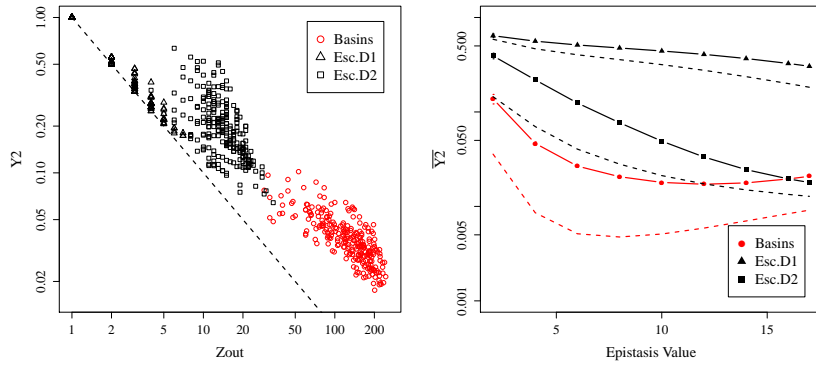 Y2
1.00
0.50
0.20
0.10
0.05
0.02
Basins
Esc.D1
Esc.D2
1 2 5 10 20 50 100 200
Zout
Y2
0.500
0.050
0.005
0.001
Basins
Esc.D1
Esc.D2
5 10 15
Epistasis Value